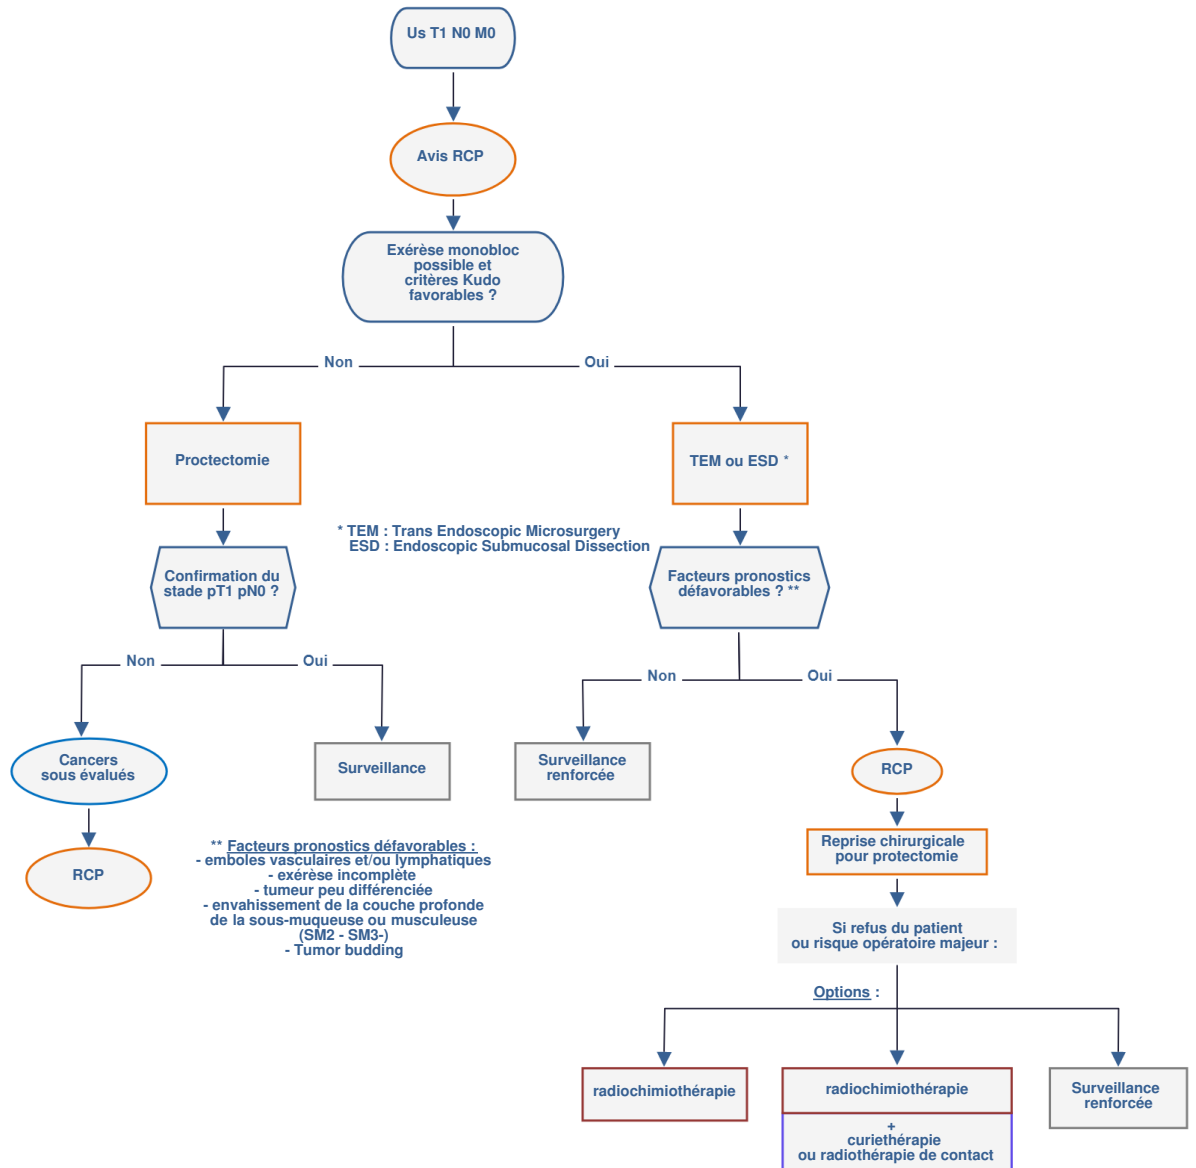 Us T1 N0 M0
Avis RCP
Exérèse monobloc
possible et
critères Kudo
favorables ?
Non
Oui
Proctectomie
TEM ou ESD *
* TEM : Trans Endoscopic Microsurgery
ESD : Endoscopic Submucosal Dissection
Confirmation du
stade pT1 pN0 ?
Facteurs pronostics
défavorables ? **
Non
Oui
Non
Oui
Cancers
sous évalués
Surveillance
Surveillance
renforcée
RCP
RCP
** Facteurs pronostics défavorables :
- emboles vasculaires et/ou lymphatiques
- exérèse incomplète
- tumeur peu différenciée
- envahissement de la couche profonde
de la sous-muqueuse ou musculeuse
(SM2 - SM3-)
- Tumor budding
Reprise chirurgicale
pour protectomie
Si refus du patient
ou risque opératoire majeur :
Options :
radiochimiothérapie
radiochimiothérapie
+
curiethérapie
ou radiothérapie de contact
Surveillance
renforcée